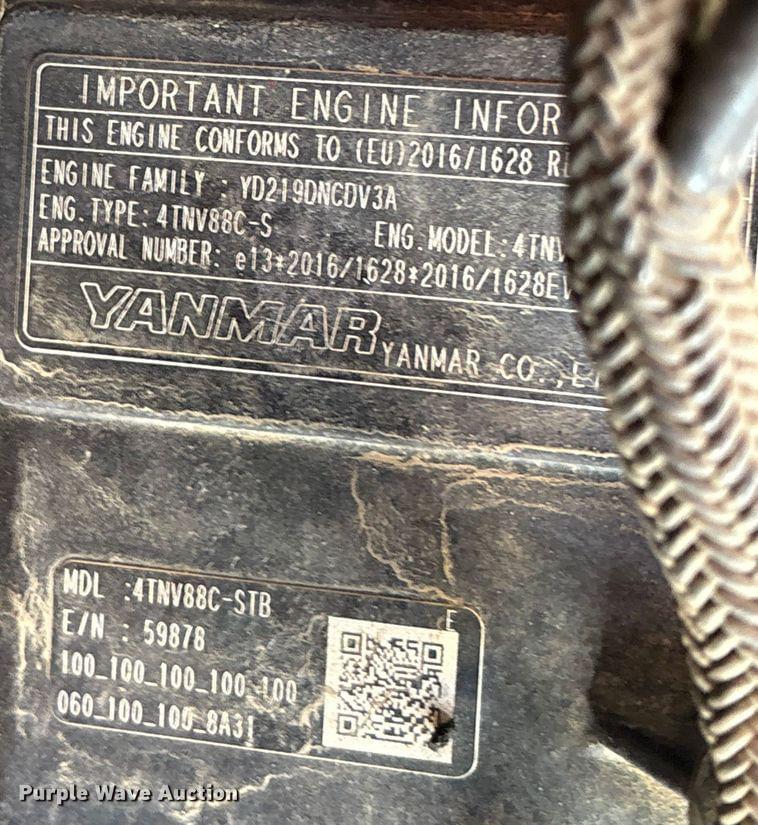 IMPORTANT ENGINE INFOR
THIS ENGINE CONFORMS TO (EU)2016/1628 R
ENGINE FAMILY : YD219DNCDV3A
ENG.TYPE:4TNV88C-S ENG.MODEL:4TNV
APPROVAL NUMBER: e13*2016/1628*2016/1628EV
YANMAR YANMAR CO.,L
MDL :4TNV88C-STB
E/N : 59878
E
100_100_100_100_100
060_100_100_8A31
Purple Wave Auction